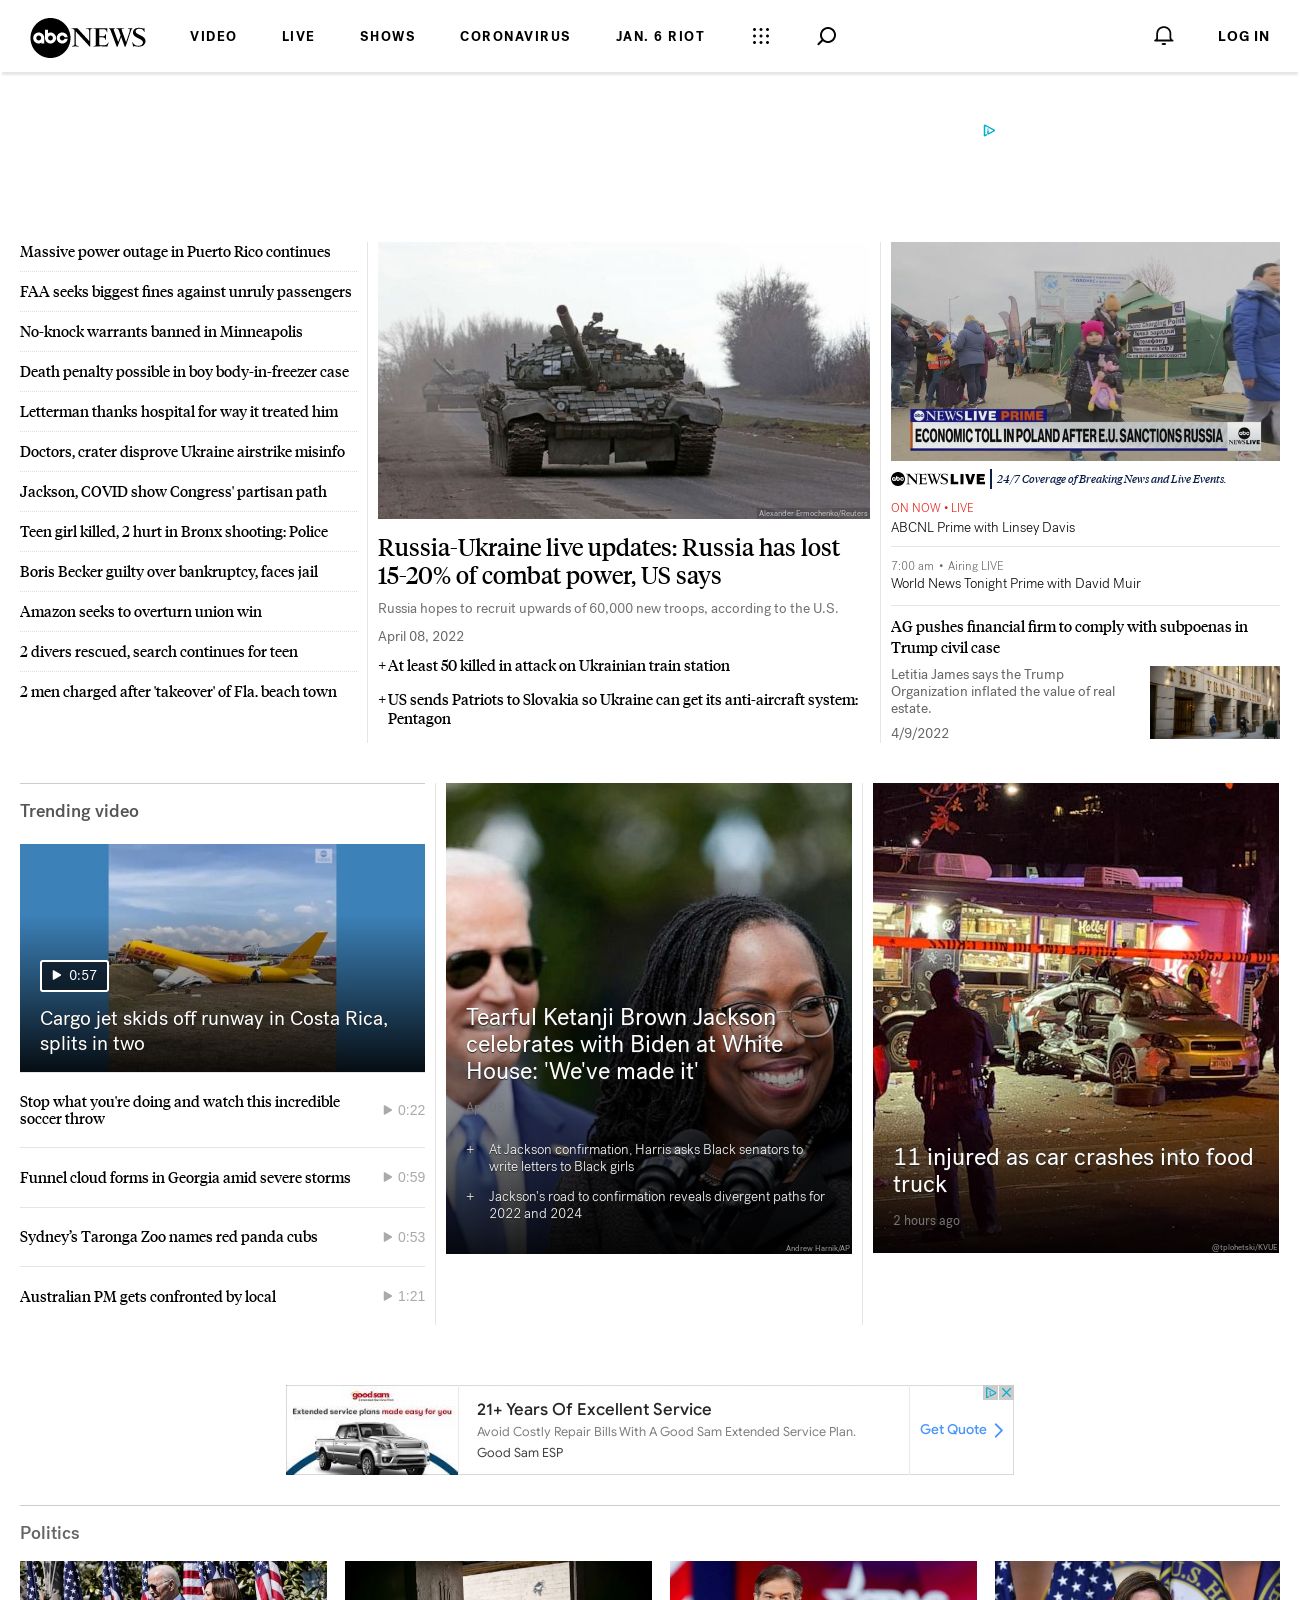 abc NEWS
VIDEO
LIVE
SHOWS
CORONAVIRUS
JAN. 6 RIOT
LOG IN
Massive power outage in Puerto Rico continues
FAA seeks biggest fines against unruly passengers
No-knock warrants banned in Minneapolis
Death penalty possible in boy body-in-freezer case
Letterman thanks hospital for way it treated him
Doctors, crater disprove Ukraine airstrike misinfo
Jackson, COVID show Congress' partisan path
Teen girl killed, 2 hurt in Bronx shooting: Police
Boris Becker guilty over bankruptcy, faces jail
Amazon seeks to overturn union win
2 divers rescued, search continues for teen
2 men charged after 'takeover' of Fla. beach town
Alexander Ermochenko/Reuters
Russia-Ukraine live updates: Russia has lost
15-20% of combat power, US says
Russia hopes to recruit upwards of 60,000 new troops, according to the U.S.
April 08, 2022
+ At least 50 killed in attack on Ukrainian train station
+ US sends Patriots to Slovakia so Ukraine can get its anti-aircraft system:
Pentagon
abc NEWS LIVE PRIME
ECONOMIC TOLL IN POLAND AFTER E.U. SANCTIONS RUSSIA
abc NEWS LIVE
abc NEWS LIVE
24/7 Coverage of Breaking News and Live Events.
ON NOW • LIVE
ABCNL Prime with Linsey Davis
7:00 am • Airing LIVE
World News Tonight Prime with David Muir
AG pushes financial firm to comply with subpoenas in
Trump civil case
Letitia James says the Trump
Organization inflated the value of real
estate.
4/9/2022
THE TRUMP BUILDING
Trending video
DHL
0:57
Cargo jet skids off runway in Costa Rica,
splits in two
Stop what you're doing and watch this incredible
soccer throw
0:22
Funnel cloud forms in Georgia amid severe storms
0:59
Sydney's Taronga Zoo names red panda cubs
0:53
Australian PM gets confronted by local
1:21
Tearful Ketanji Brown Jackson
celebrates with Biden at White
House: 'We've made it'
+ At Jackson confirmation, Harris asks Black senators to
write letters to Black girls
+ Jackson's road to confirmation reveals divergent paths for
2022 and 2024
Andrew Harnik/AP
11 injured as car crashes into food
truck
2 hours ago
@tplohetski/KVUE
good sam
Extended service plans made easy for you
21+ Years Of Excellent Service
Avoid Costly Repair Bills With A Good Sam Extended Service Plan.
Good Sam ESP
Get Quote
Politics
U.S. HO